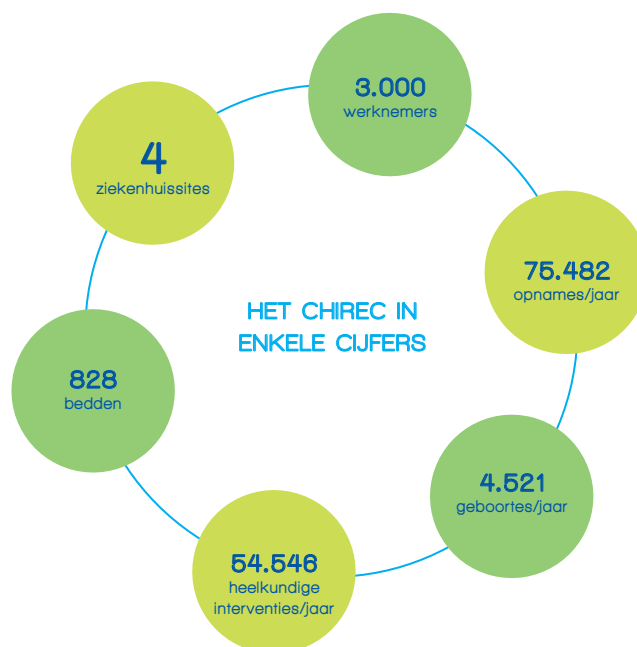 HET CHIREC IN
ENKELE CIJFERS
3.000
werknemers
75.482
opnames/jaar
4.521
geboortes/jaar
54.546
heelkundige
interventies/jaar
828
bedden
4
ziekenhuissites